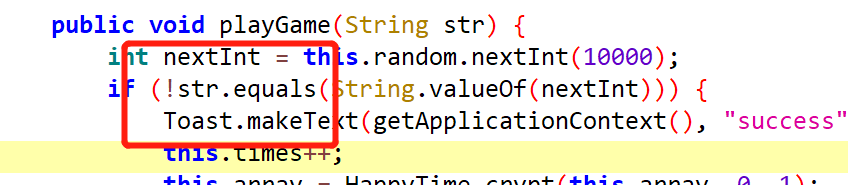 public void playGame(String str) {
int nextInt = this.random.nextInt(10000);
if (!str.equals(String.valueOf(nextInt))) {
Toast.makeText(getApplicationContext(), "success"
this.times++;
this.array = HappyTime.crypt(this.array, 0, 1);